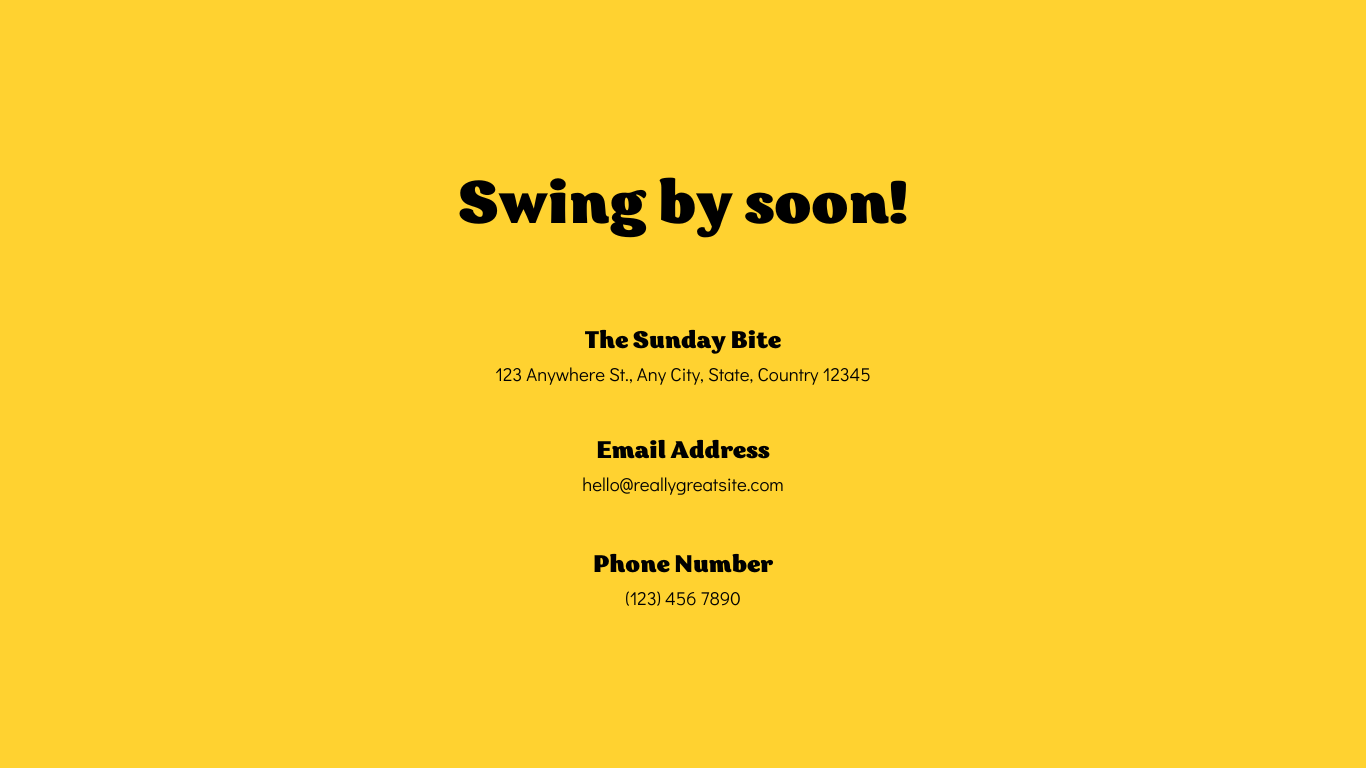 Swing by soon!
The Sunday Bite
123 Anywhere St., Any City, State, Country 12345
Email Address
hello@reallygreatsite.com
Phone Number
(123) 456 7890